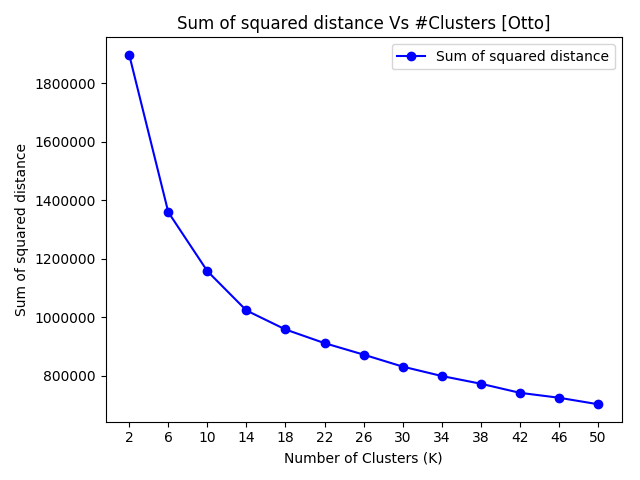 Sum of squared distance Vs #Clusters [Otto]
Sum of squared distance
Sum of squared distance
1800000
1600000
1400000
1200000
1000000
800000
2 6 10 14 18 22 26 30 34 38 42 46 50
Number of Clusters (K)